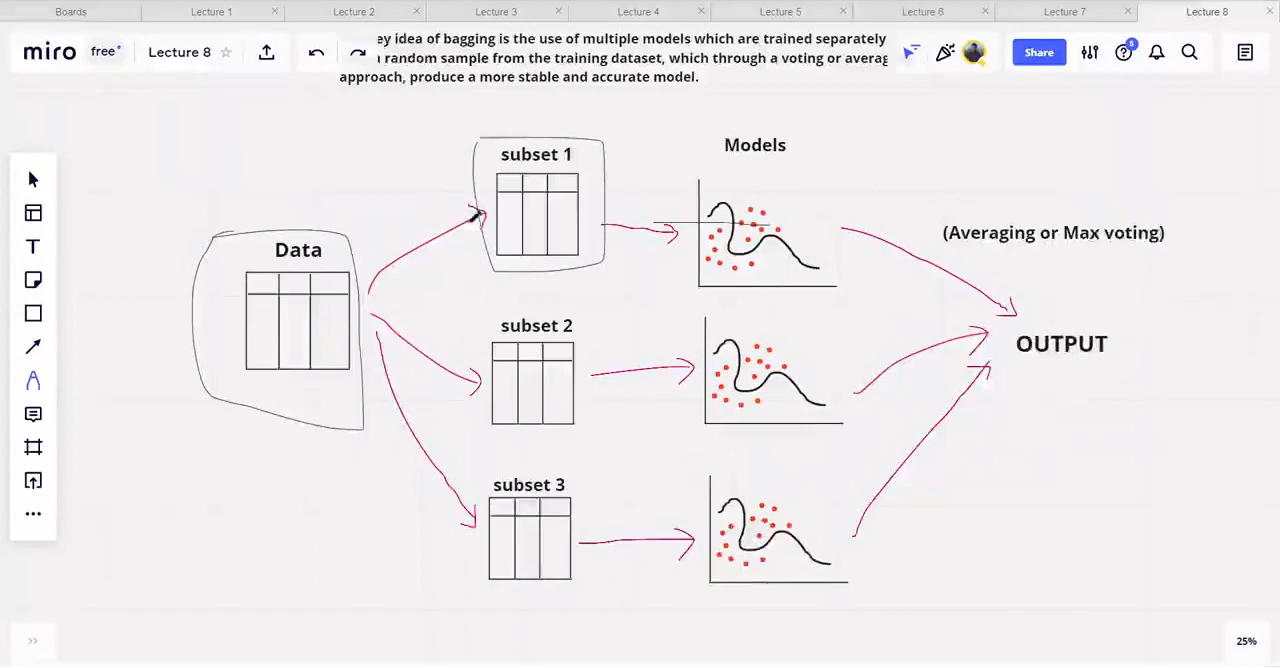 Boards
Lecture 1
Lecture 2
Lecture 3
Lecture 4
Lecture 5
Lecture 6
Lecture 7
Lecture 8
miro
free
Lecture 8
ey idea of bagging is the use of multiple models which are trained separately
random sample from the training dataset, which through a voting or averag
approach, produce a more stable and accurate model.
Share
5
subset 1
Models
(Averaging or Max voting)
Data
subset 2
OUTPUT
subset 3
25%